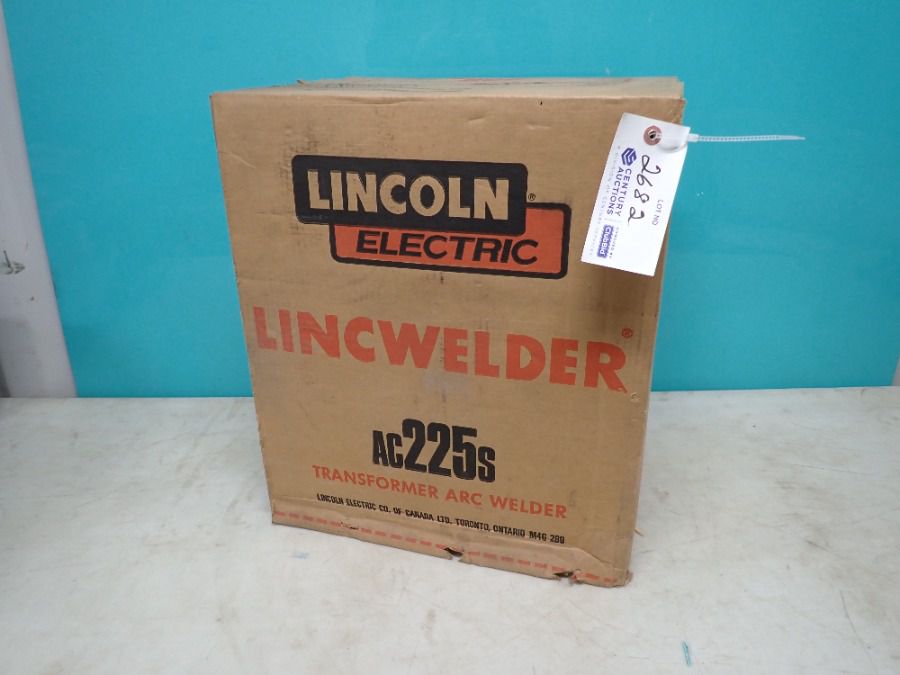 LINCOLN®
ELECTRIC
LINCWELDER®
AC225S
TRANSFORMER ARC WELDER
LINCOLN ELECTRIC CO. OF CANADA LTD. TORONTO, ONTARIO M4G 2B9
LOT NO
2682
CENTURY
AUCTIONS